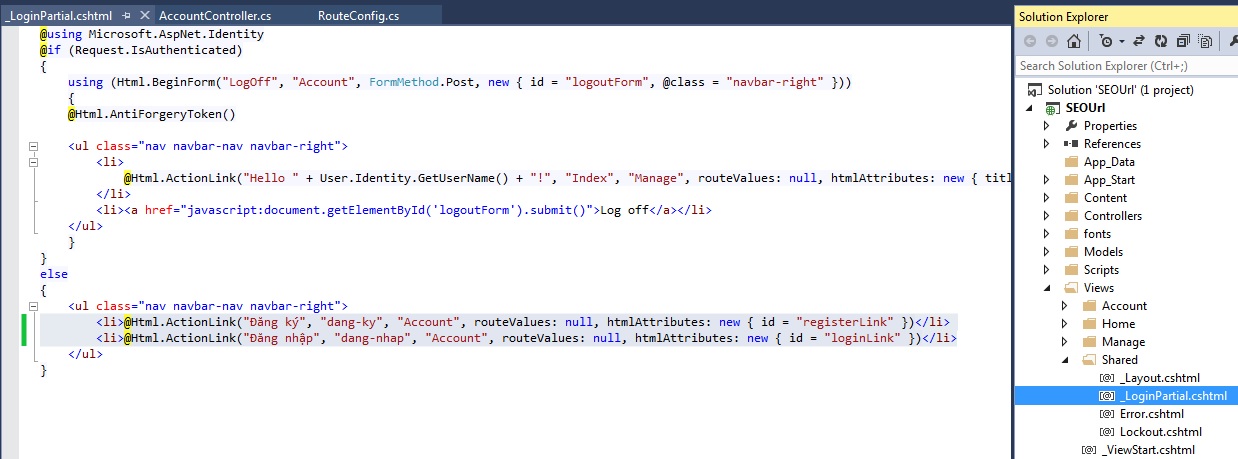 _LoginPartial.cshtml
AccountController.cs
RouteConfig.cs
@using Microsoft.AspNet.Identity
@if (Request.IsAuthenticated)
{
using (Html.BeginForm("LogOff", "Account", FormMethod.Post, new { id = "logoutForm", @class = "navbar-right" }))
{
@Html.AntiForgeryToken()
<ul class="nav navbar-nav navbar-right">
<li>
@Html.ActionLink("Hello " + User.Identity.GetUserName() + "!", "Index", "Manage", routeValues: null, htmlAttributes: new { titl
</li>
<li><a href="javascript:document.getElementById('logoutForm').submit()">Log off</a></li>
</ul>
}
}
else
{
<ul class="nav navbar-nav navbar-right">
<li>@Html.ActionLink("Đăng ký", "dang-ky", "Account", routeValues: null, htmlAttributes: new { id = "registerLink" })</li>
<li>@Html.ActionLink("Đăng nhập", "dang-nhap", "Account", routeValues: null, htmlAttributes: new { id = "loginLink" })</li>
</ul>
}
Solution Explorer
Search Solution Explorer (Ctrl+;)
Solution 'SEOUrl' (1 project)
SEOUrl
Properties
References
App_Data
App_Start
Content
Controllers
fonts
Models
Scripts
Views
Account
Home
Manage
Shared
_Layout.cshtml
_LoginPartial.cshtml
Error.cshtml
Lockout.cshtml
_ViewStart.cshtml